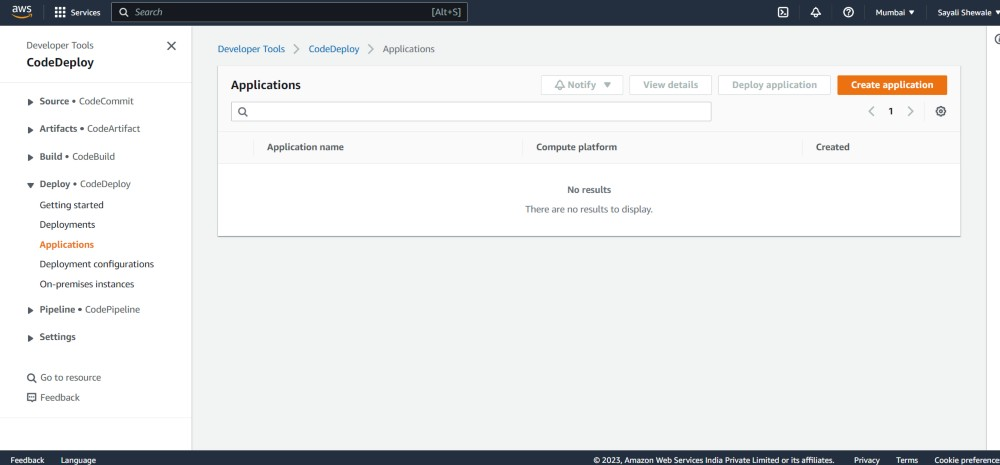 aws
Services
Search [Alt+S]
Mumbai ▼
Sayali Shewale ▼
Developer Tools
CodeDeploy
Source • CodeCommit
Artifacts • CodeArtifact
Build • CodeBuild
Deploy • CodeDeploy
Getting started
Deployments
Applications
Deployment configurations
On-premises instances
Pipeline • CodePipeline
Settings
Go to resource
Feedback
Developer Tools > CodeDeploy > Applications
Applications
Notify ▼
View details
Deploy application
Create application
< 1 >
Application name Compute platform Created
No results
There are no results to display.
Feedback Language © 2023, Amazon Web Services India Private Limited or its affiliates. Privacy Terms Cookie preference